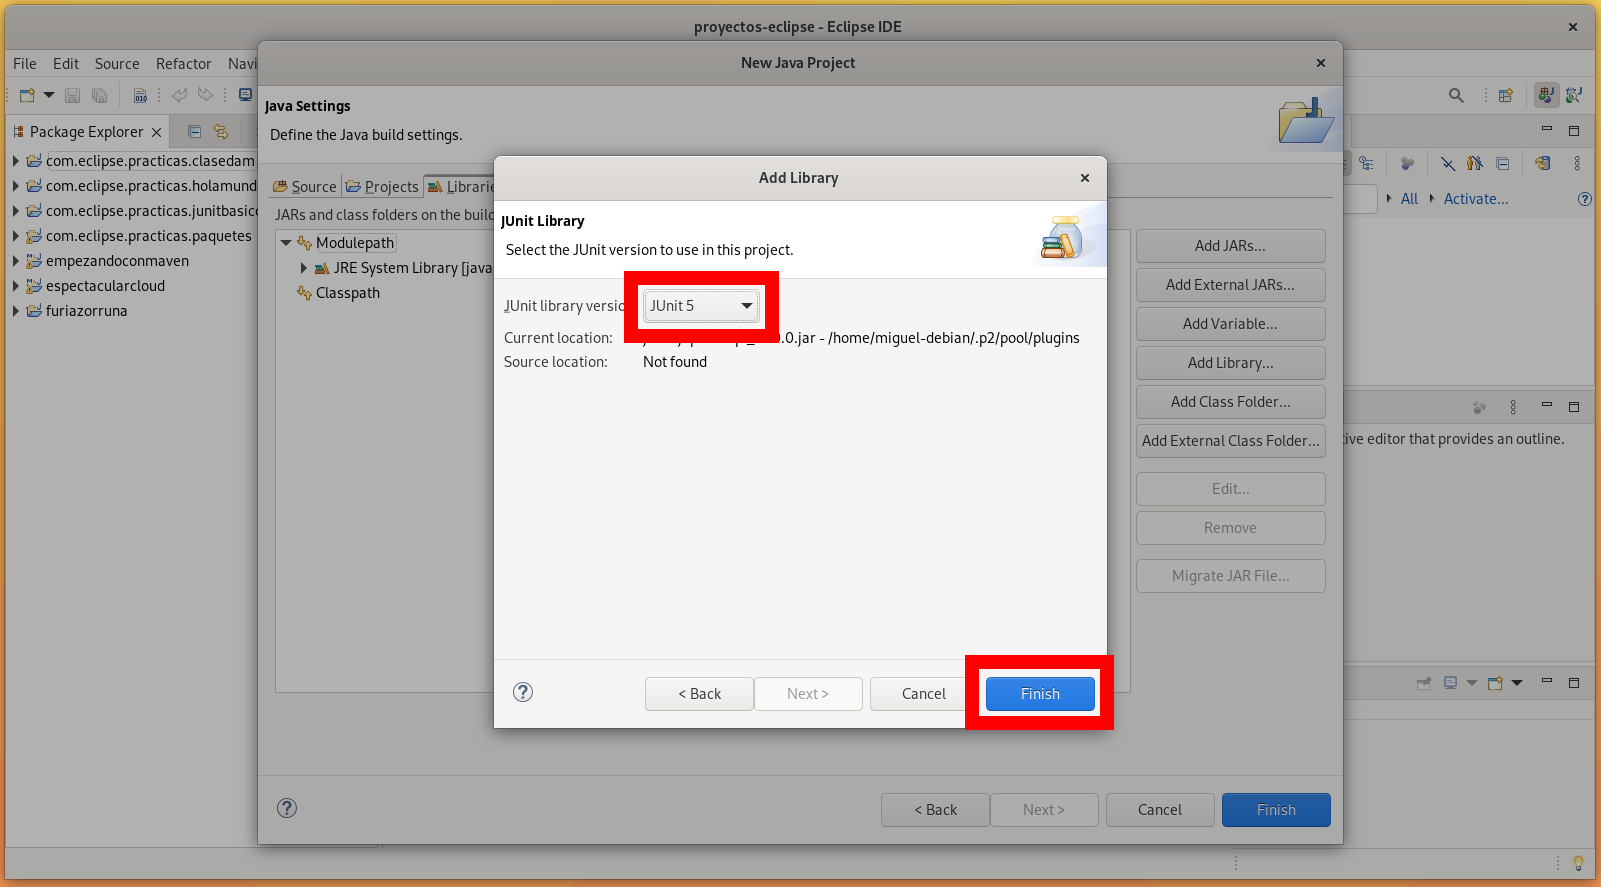 proyectos-eclipse - Eclipse IDE
File Edit Source Refactor Navi
New Java Project
Java Settings
Define the Java build settings.
Package Explorer
com.eclipse.practicas.clasedam
com.eclipse.practicas.holamund
com.eclipse.practicas.junitbasico
com.eclipse.practicas.paquetes
empezandoconmaven
espectacularcloud
furiazorruna
Source Projects Librarie
JARs and class folders on the build
Modulepath
JRE System Library [java
Classpath
Add Library
JUnit Library
Select the JUnit version to use in this project.
JUnit library versio
JUnit 5
Current location: .0.jar - /home/miguel-debian/.p2/pool/plugins
Source location: Not found
< Back Next > Cancel Finish
Add JARs...
Add External JARs...
Add Variable...
Add Library...
Add Class Folder...
Add External Class Folder...
Edit...
Remove
Migrate JAR File...
All Activate...
ive editor that provides an outline.
< Back Next > Cancel Finish